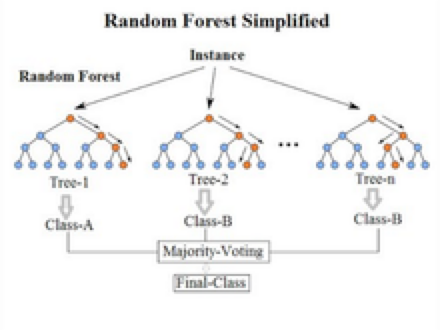 Random Forest Simplified
Instance
Random Forest
Tree-1
Tree-2
Tree-n
Class-A
Class-B
Class-B
Majority-Voting
Final-Class